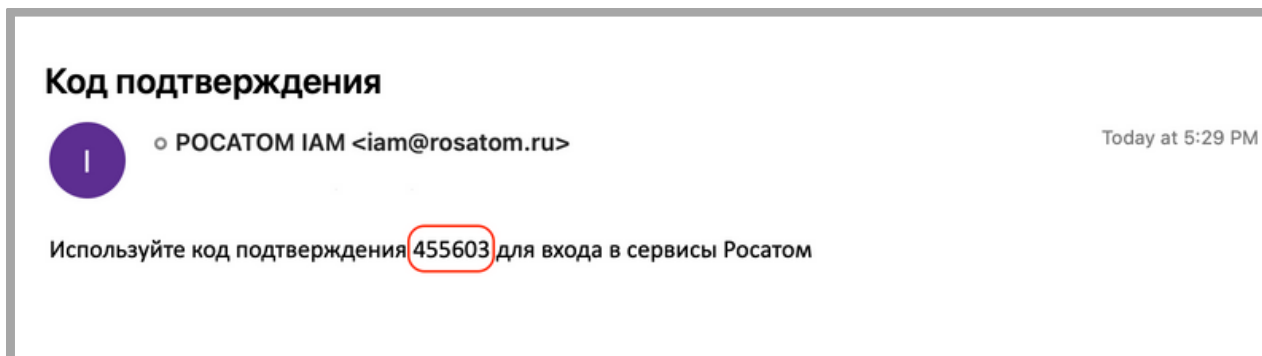 Код подтверждения
I
РОСАТОМ IAM <iam@rosatom.ru>
Today at 5:29 PM
Используйте код подтверждения 455603 для входа в сервисы Росатом